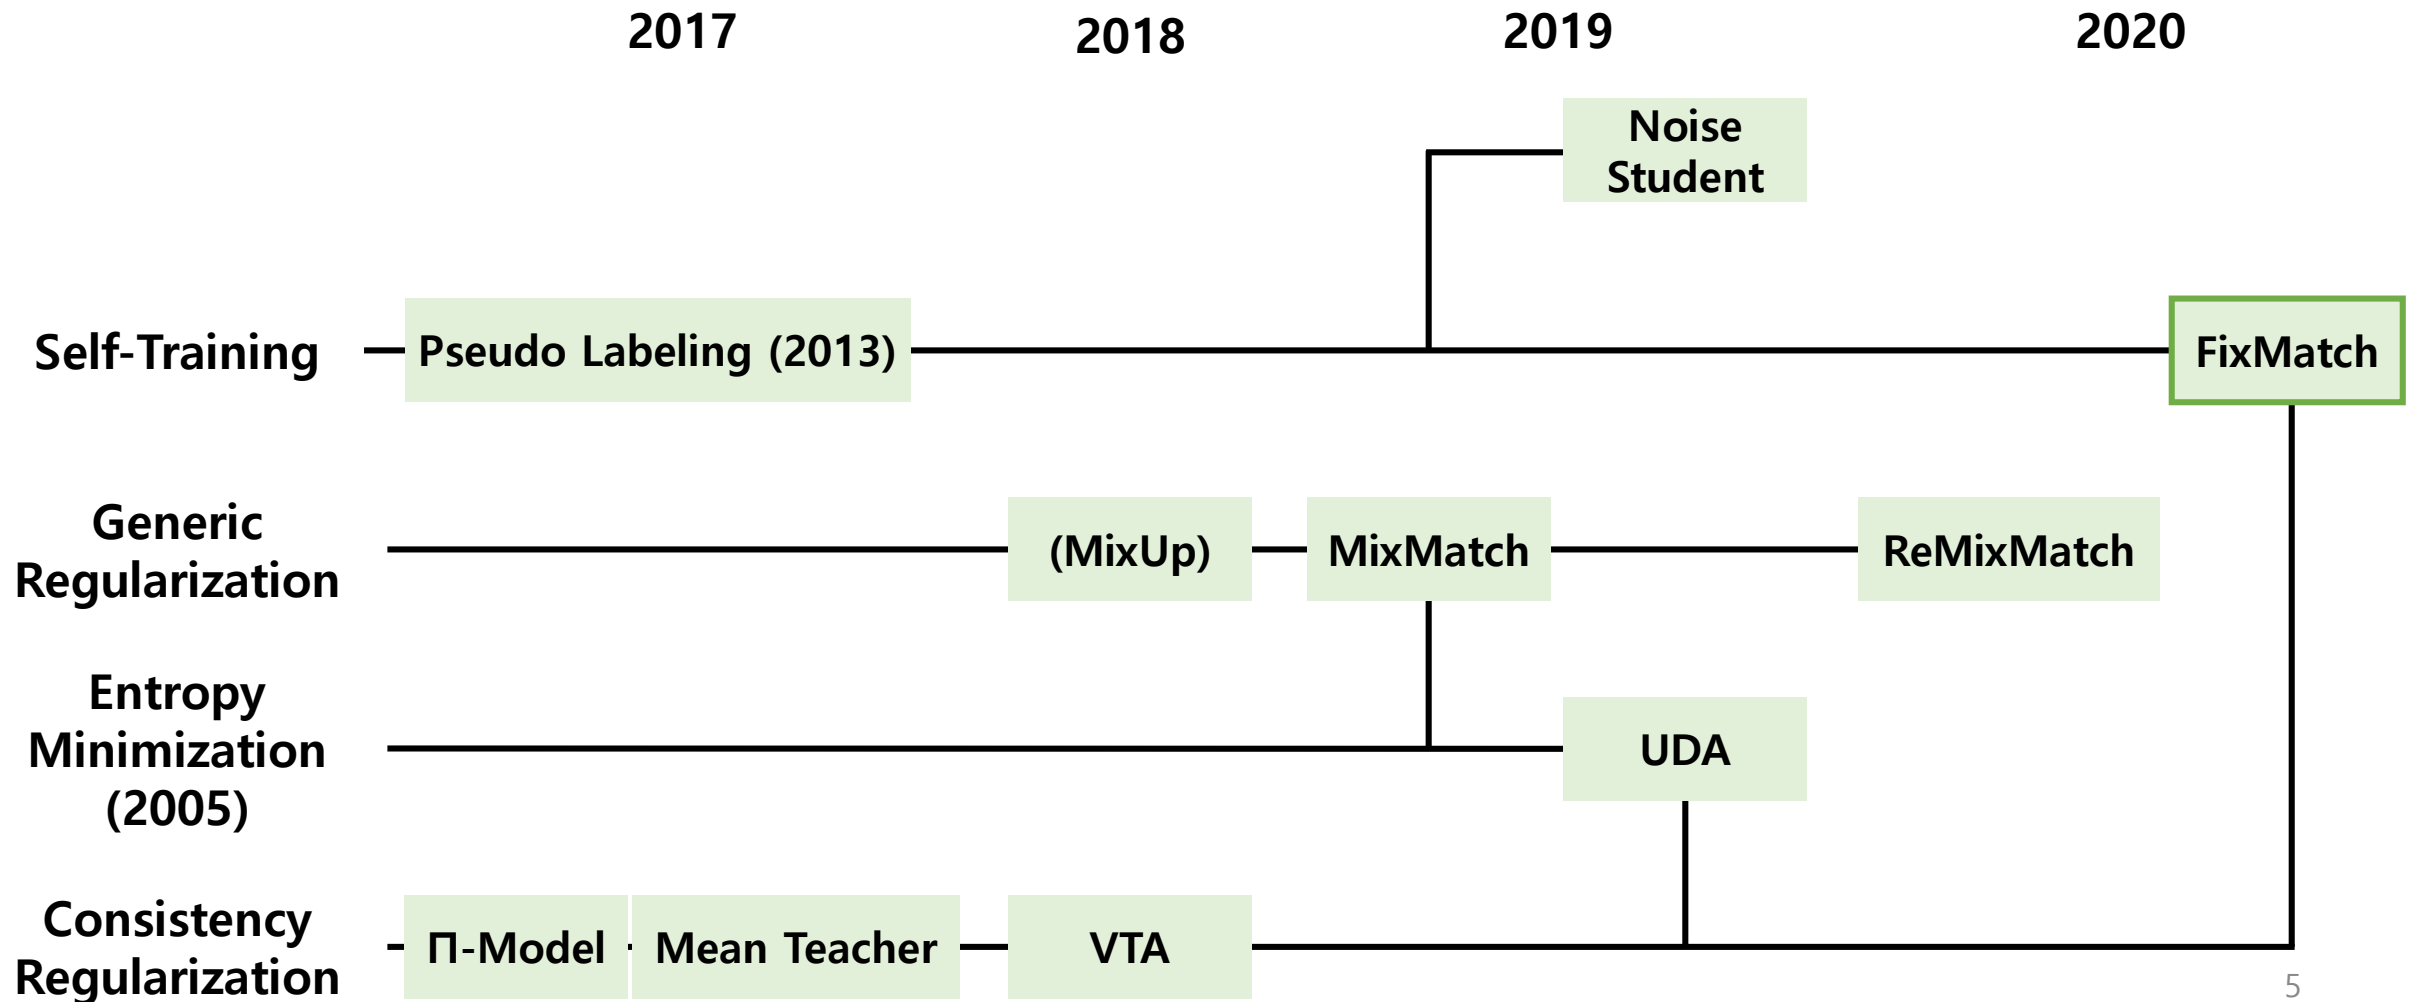 2017
2018
2019
2020
Noise
Student
Self-Training
Pseudo Labeling (2013)
FixMatch
Generic
Regularization
(MixUp)
MixMatch
ReMixMatch
Entropy
Minimization
(2005)
UDA
Consistency
Regularization
Π-Model
Mean Teacher
VTA
5